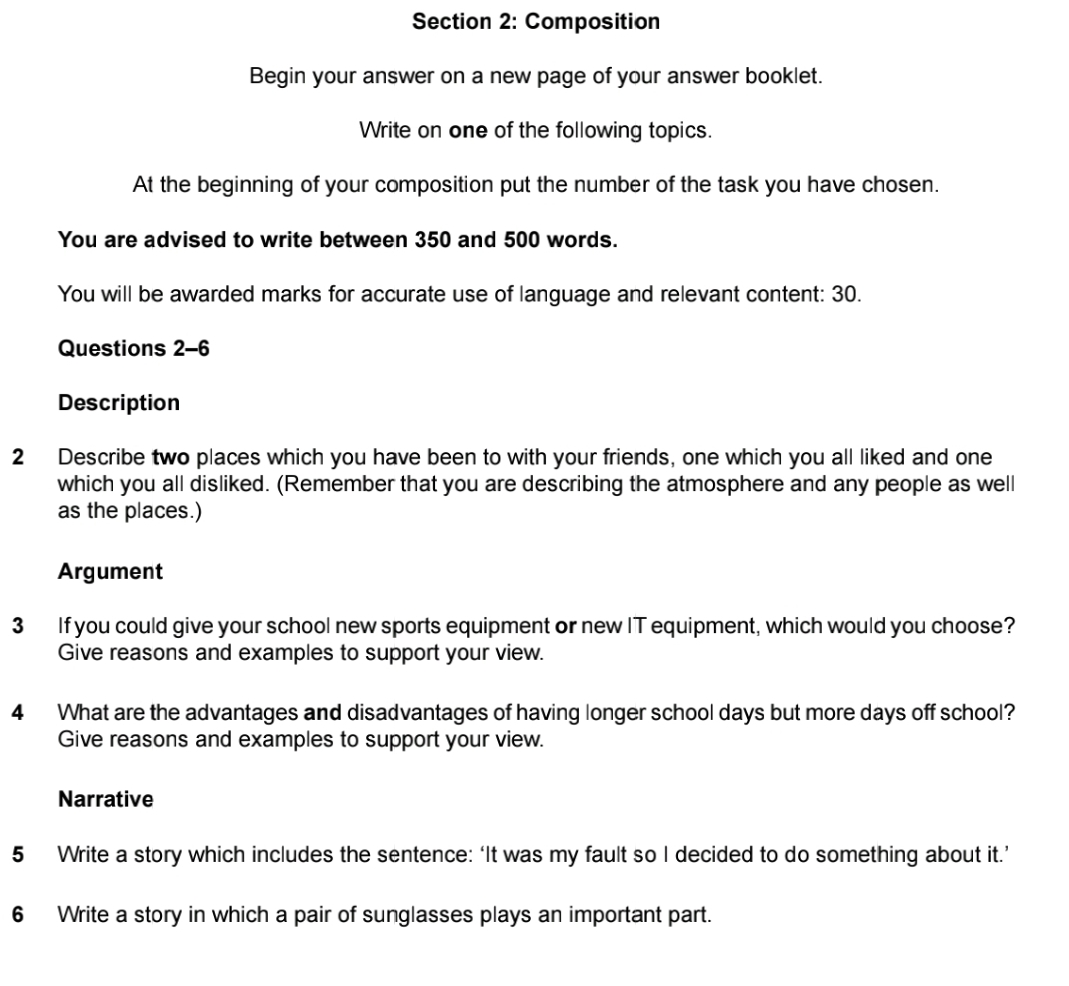 Section 2: Composition
Begin your answer on a new page of your answer booklet.
Write on one of the following topics.
At the beginning of your composition put the number of the task you have chosen.
You are advised to write between 350 and 500 words.
You will be awarded marks for accurate use of language and relevant content: 30.
Questions 2–6
Description
2 Describe two places which you have been to with your friends, one which you all liked and one
which you all disliked. (Remember that you are describing the atmosphere and any people as well
as the places.)
Argument
3 If you could give your school new sports equipment or new IT equipment, which would you choose?
Give reasons and examples to support your view.
4 What are the advantages and disadvantages of having longer school days but more days off school?
Give reasons and examples to support your view.
Narrative
5 Write a story which includes the sentence: ‘It was my fault so I decided to do something about it.’
6 Write a story in which a pair of sunglasses plays an important part.